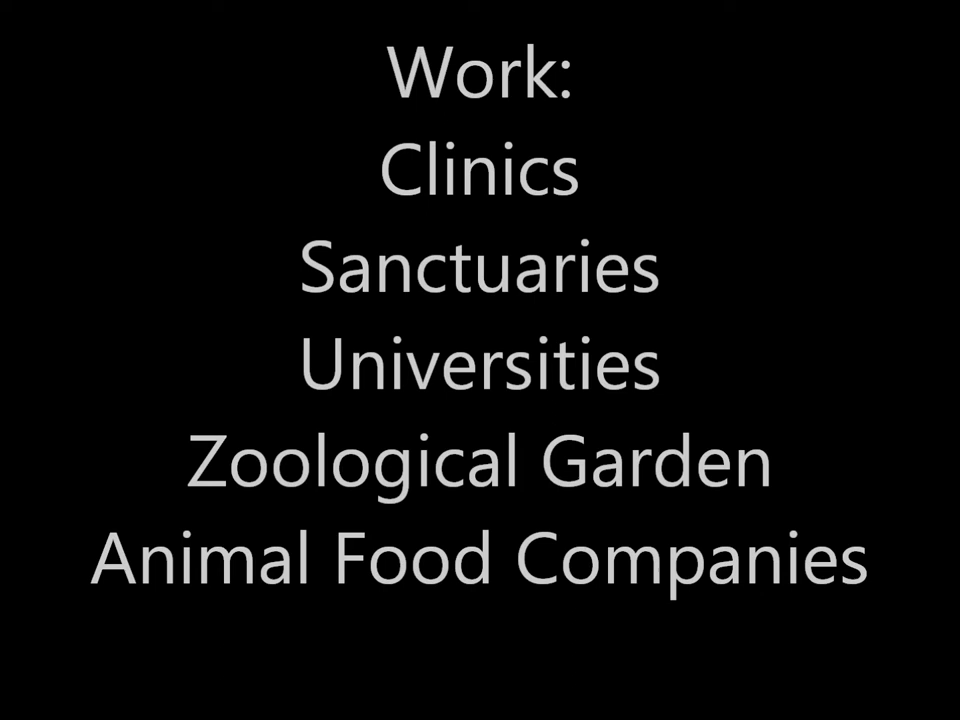 Work:
Clinics
Sanctuaries
Universities
Zoological Garden
Animal Food Companies